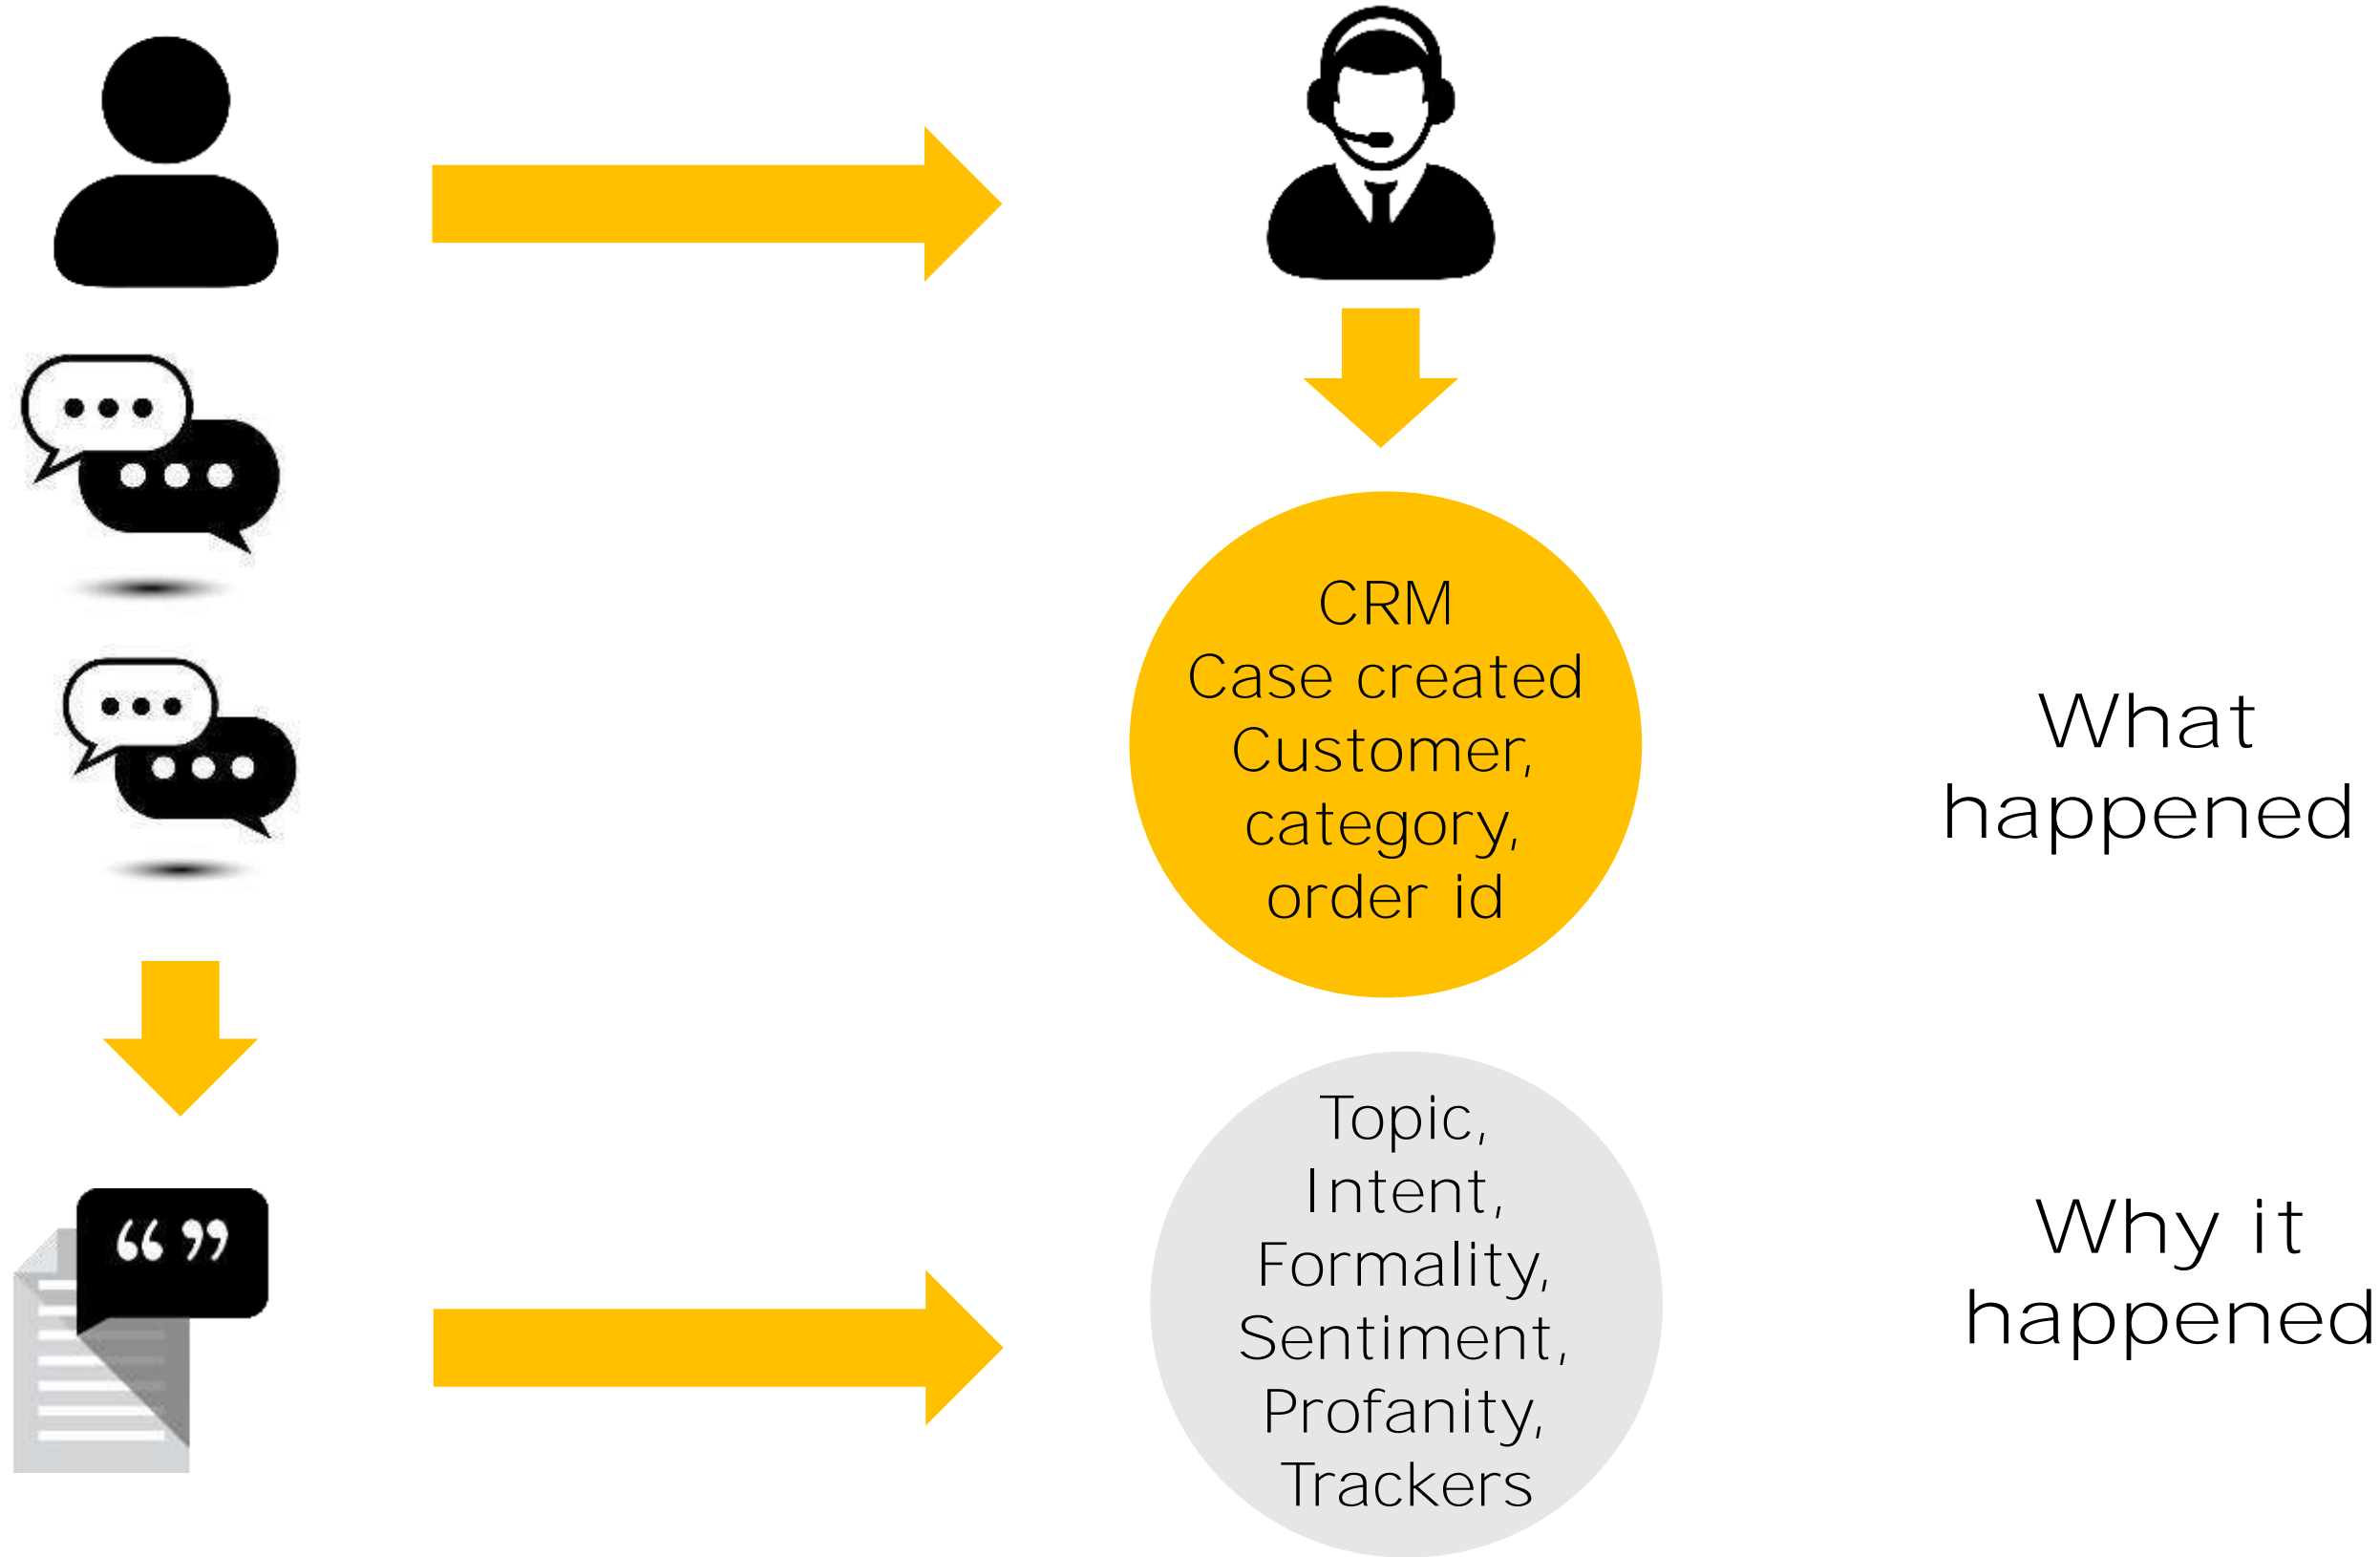 CRM
Case created
Customer,
category,
order id
What
happened
Topic,
Intent,
Formality,
Sentiment,
Profanity,
Trackers
Why it
happened